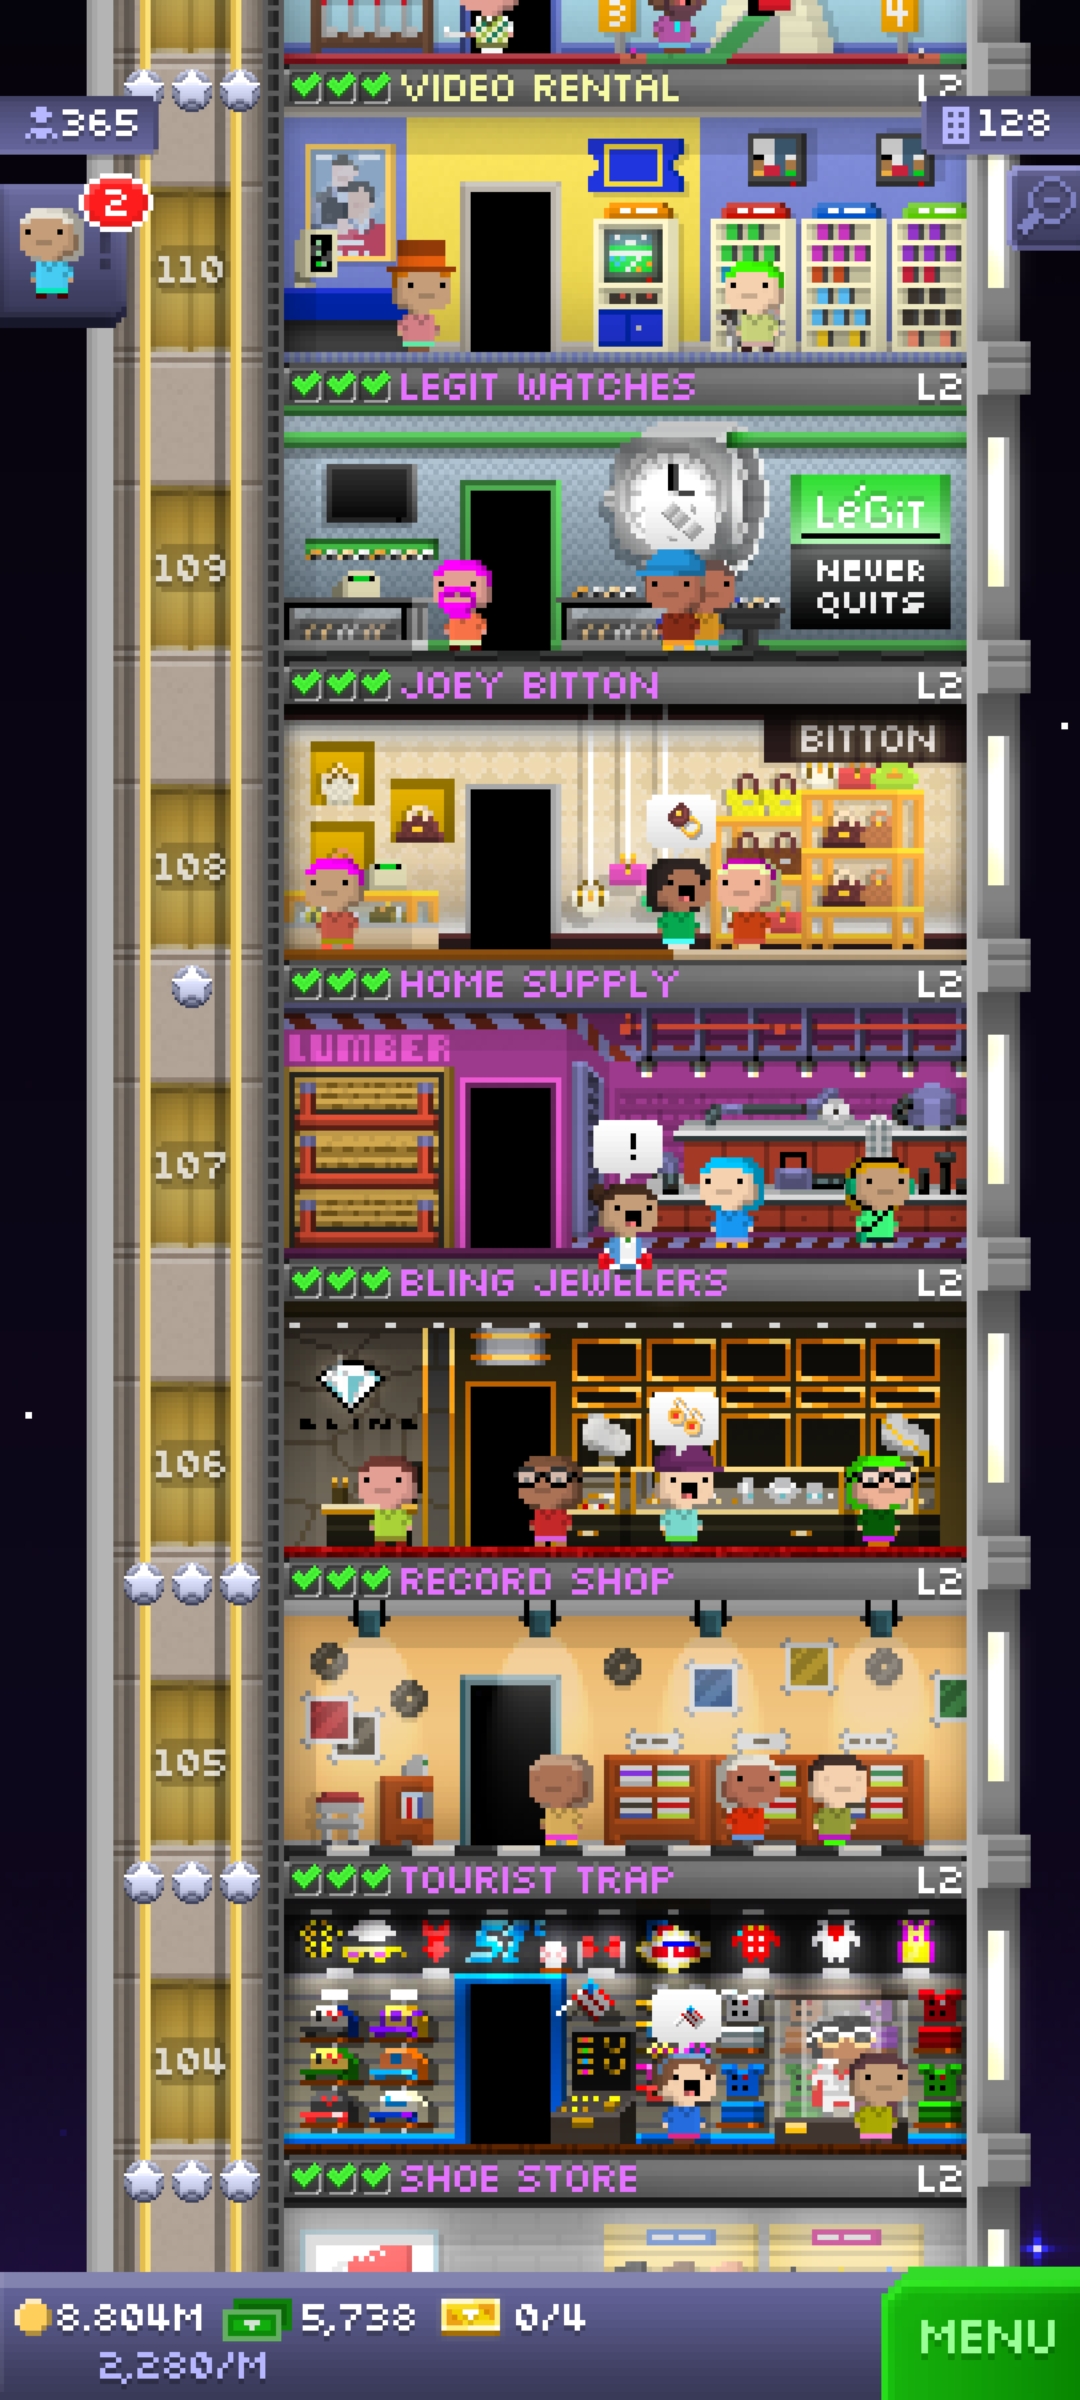 3
4
VIDEO RENTAL L2
365
128
2
110
LEGIT WATCHES L2
LéGiT
NEVER
QUITS
109
JOEY BITTON L2
BITTON
108
HOME SUPPLY L2
LUMBER
!
107
BLING JEWELERS L2
BLING
106
RECORD SHOP L2
105
TOURIST TRAP L2
104
SHOE STORE L2
8.804M 5,738 0/4
2,280/M
MENU